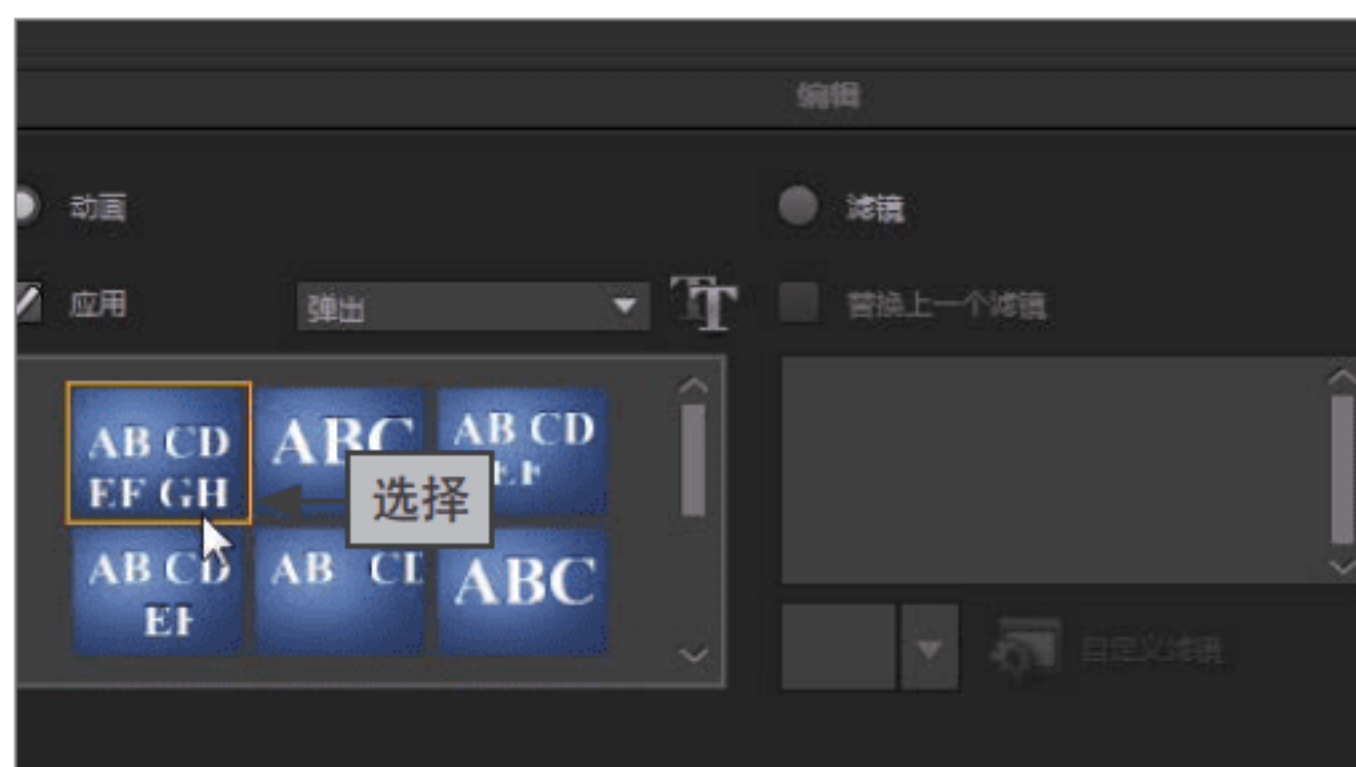 编辑
动画
滤镜
应用
弹出
替换上一个滤镜
AB CD
EF GH
ABC
AB CD
EF
选择
AB CD
EF
AB CD
ABC
自定义滤镜